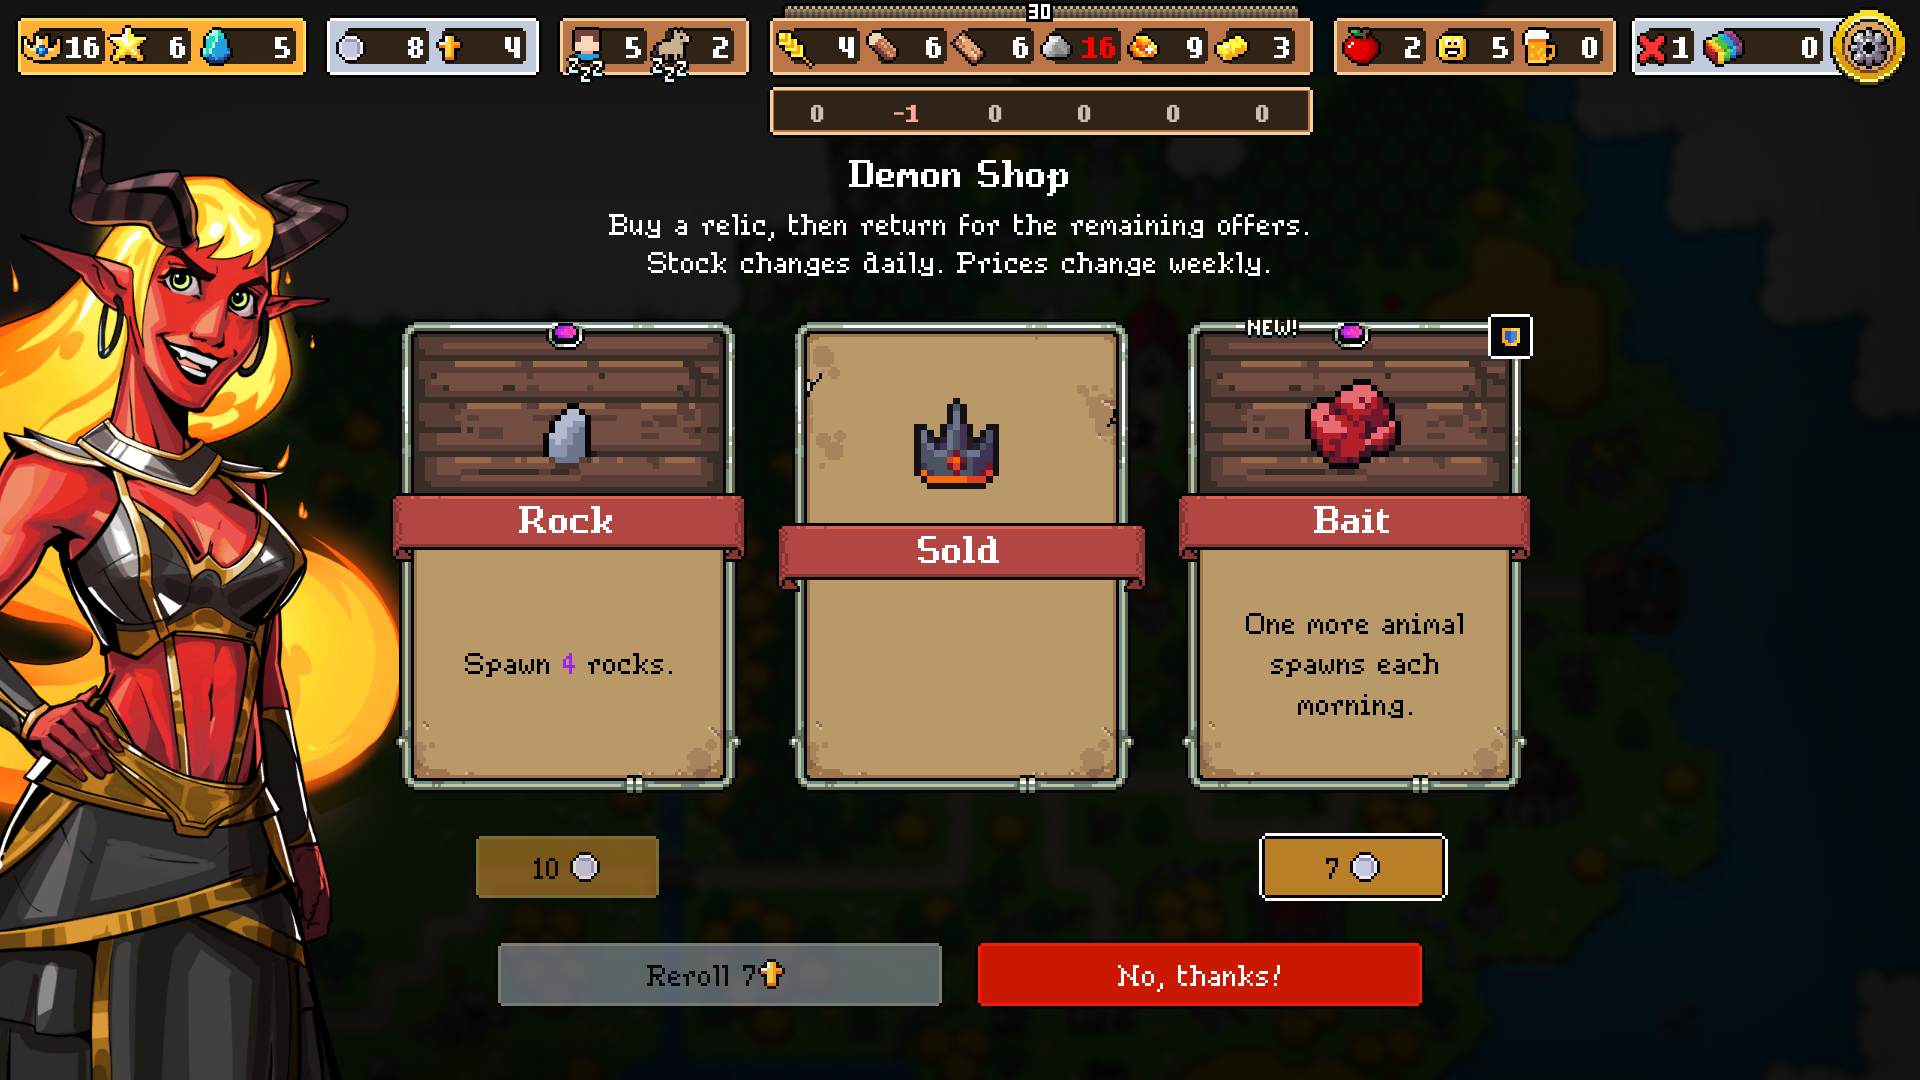 30
16 6 5 8 4 5 2 4 6 6 16 9 3 2 5 0 1 0
zzz zzz
0 -1 0 0 0 0
Demon Shop
Buy a relic, then return for the remaining offers.
Stock changes daily. Prices change weekly.
NEW!
Rock
Spawn 4 rocks.
10
Sold
Bait
One more animal
spawns each
morning.
7
Reroll 7
No, thanks!